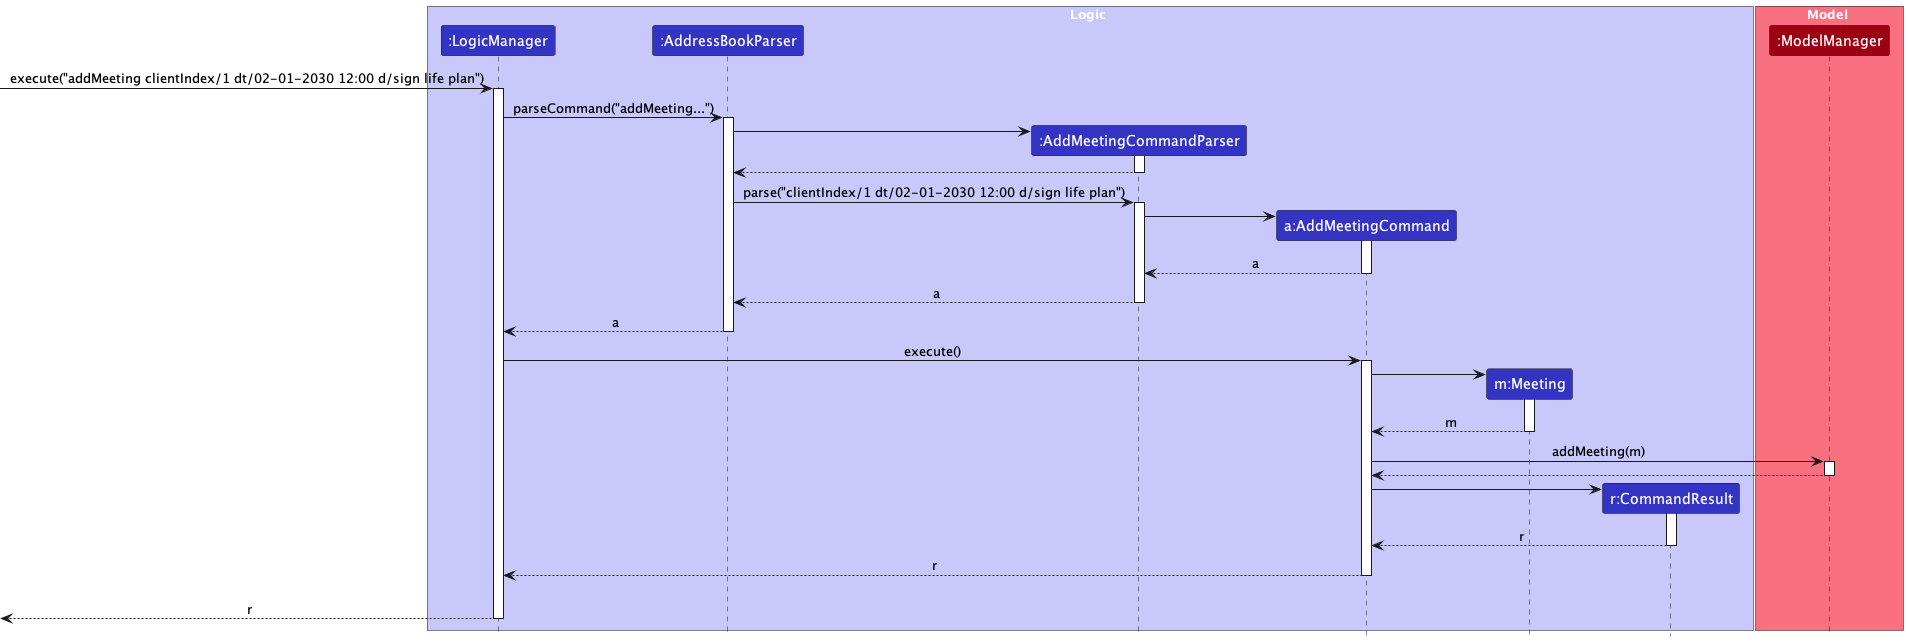 Logic
Model
:LogicManager
:AddressBookParser
:ModelManager
execute("addMeeting clientIndex/1 dt/02-01-2030 12:00 d/sign life plan")
parseCommand("addMeeting...")
:AddMeetingCommandParser
parse("clientIndex/1 dt/02-01-2030 12:00 d/sign life plan")
a:AddMeetingCommand
a
a
a
execute()
m:Meeting
m
addMeeting(m)
r:CommandResult
r
r
r